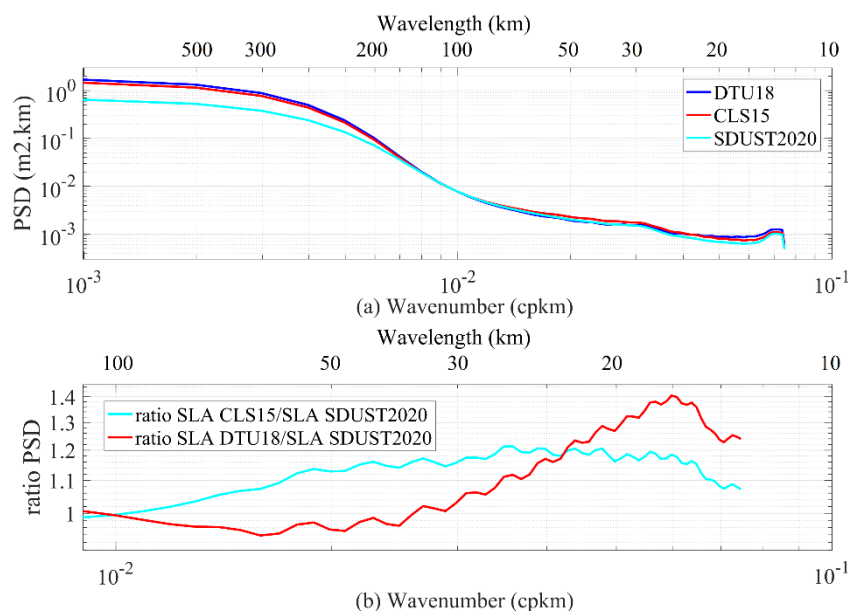 Wavelength (km)
500 300 200 100 50 30 20 10
PSD (m2.km)
10^0
10^-1
10^-2
10^-3
DTU18
CLS15
SDUST2020
10^-3 10^-2 10^-1
(a) Wavenumber (cpkm)
Wavelength (km)
100 50 30 20 10
ratio PSD
1.4
1.3
1.2
1.1
1
ratio SLA CLS15/SLA SDUST2020
ratio SLA DTU18/SLA SDUST2020
10^-2 10^-1
(b) Wavenumber (cpkm)